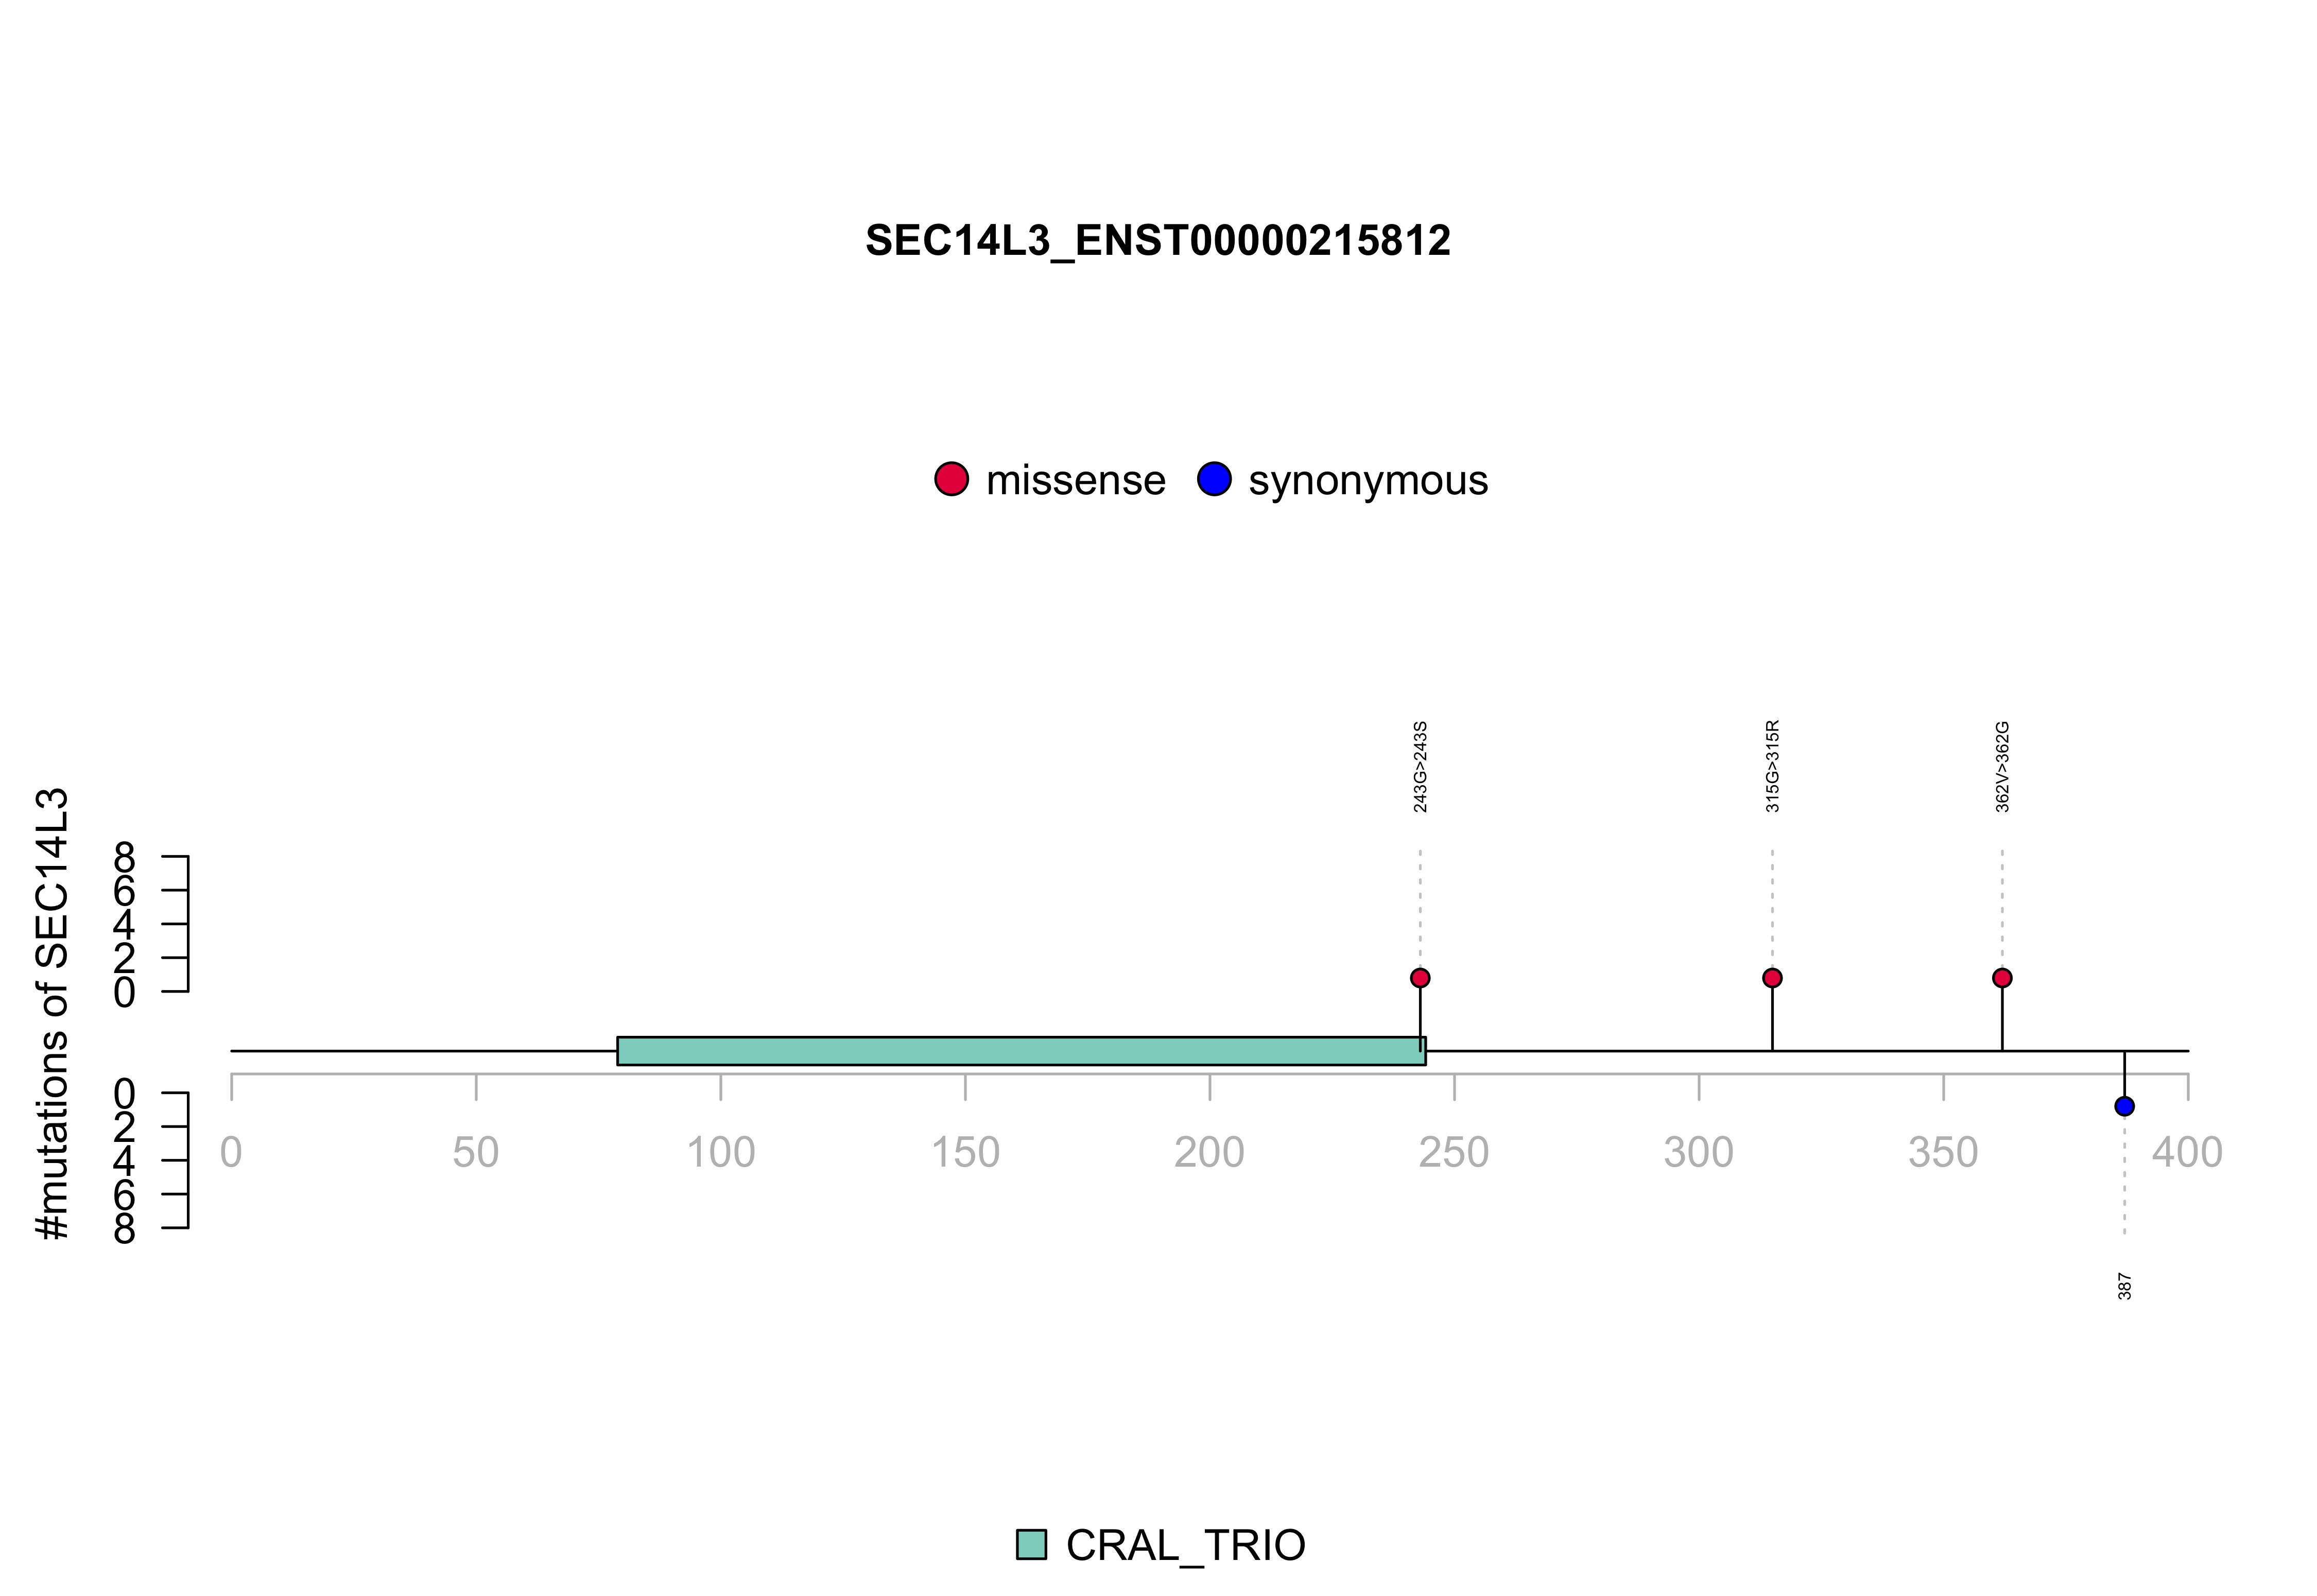 SEC14L3_ENST00000215812
missense
synonymous
243G>243S
315G>315R
362V>362G
#mutations of SEC14L3
8
6
4
2
0
0
2
4
6
8
0 50 100 150 200 250 300 350 400
387
CRAL_TRIO